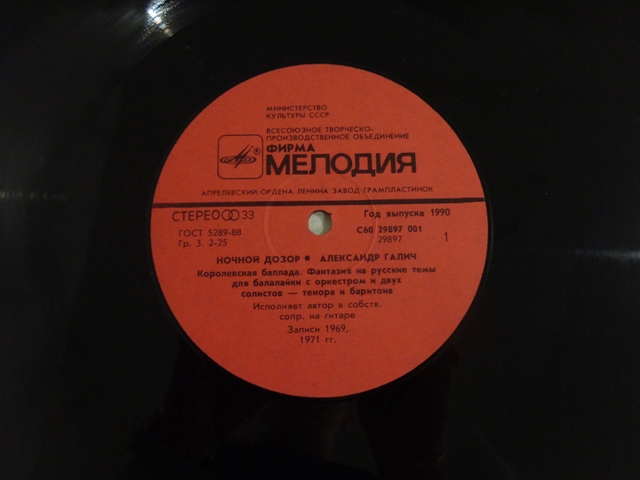 МИНИСТЕРСТВО
КУЛЬТУРЫ СССР
ВСЕСОЮЗНОЕ ТВОРЧЕСКО-
ПРОИЗВОДСТВЕННОЕ ОБЪЕДИНЕНИЕ
ФИРМА
МЕЛОДИЯ
АПРЕЛЕВСКИЙ ОРДЕНА ЛЕНИНА ЗАВОД ГРАМПЛАСТИНОК
СТЕРЕО 33
Год выпуска 1990
ГОСТ 5289-88
С60 29897 001
Гр. 3. 2-25
29897
1
НОЧНОЙ ДОЗОР • АЛЕКСАНДР ГАЛИЧ
Королевская баллада. Фантазия на русские темы
для балалайки с оркестром и двух
солистов — тенора и баритона
Исполняет автор в собств.
сопр. на гитаре
Записи 1969,
1971 гг.